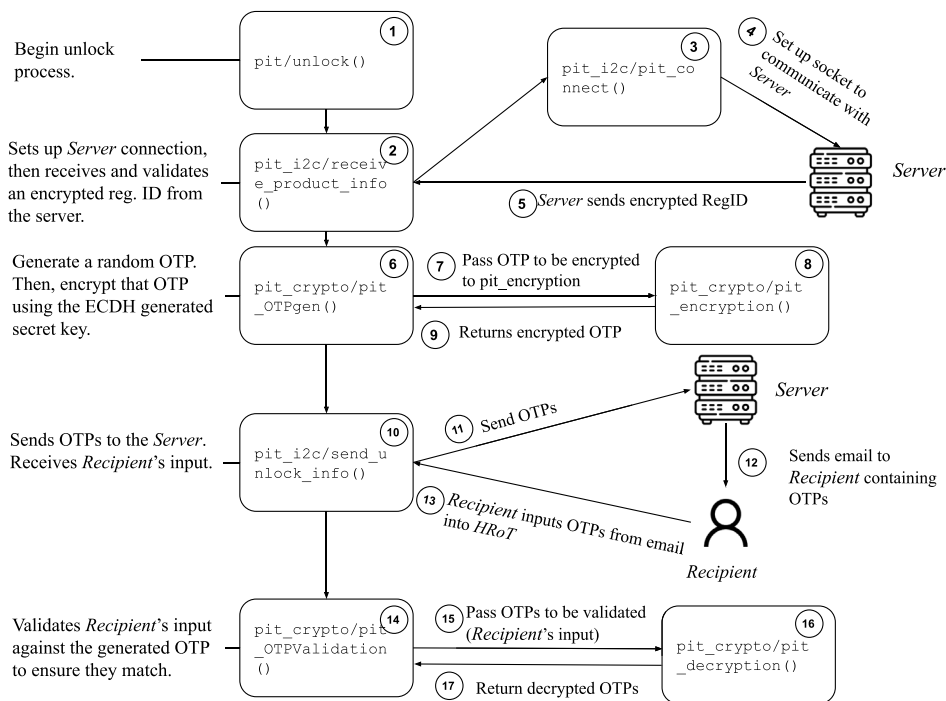 Begin unlock
process.
1
pit/unlock()
3
pit_i2c/pit_co
nnect()
4
Set up socket to
communicate with
Server
Sets up Server connection,
then receives and validates
an encrypted reg. ID from
the server.
2
pit_i2c/receiv
e_product_info
()
Server
5
Server sends encrypted RegID
Generate a random OTP.
Then, encrypt that OTP
using the ECDH generated
secret key.
6
pit_crypto/pit
_OTPgen()
7
Pass OTP to be encrypted
to pit_encryption
8
pit_crypto/pit
_encryption()
9
Returns encrypted OTP
Server
Sends OTPs to the Server.
Receives Recipient's input.
10
pit_i2c/send_u
nlock_info()
11
Send OTPs
12
Sends email to
Recipient containing
OTPs
13
Recipient inputs OTPs from email
into HRoT
Recipient
Validates Recipient's input
against the generated OTP
to ensure they match.
14
pit_crypto/pit
_OTPValidation
()
15
Pass OTPs to be validated
(Recipient's input)
16
pit_crypto/pit
_decryption()
17
Return decrypted OTPs